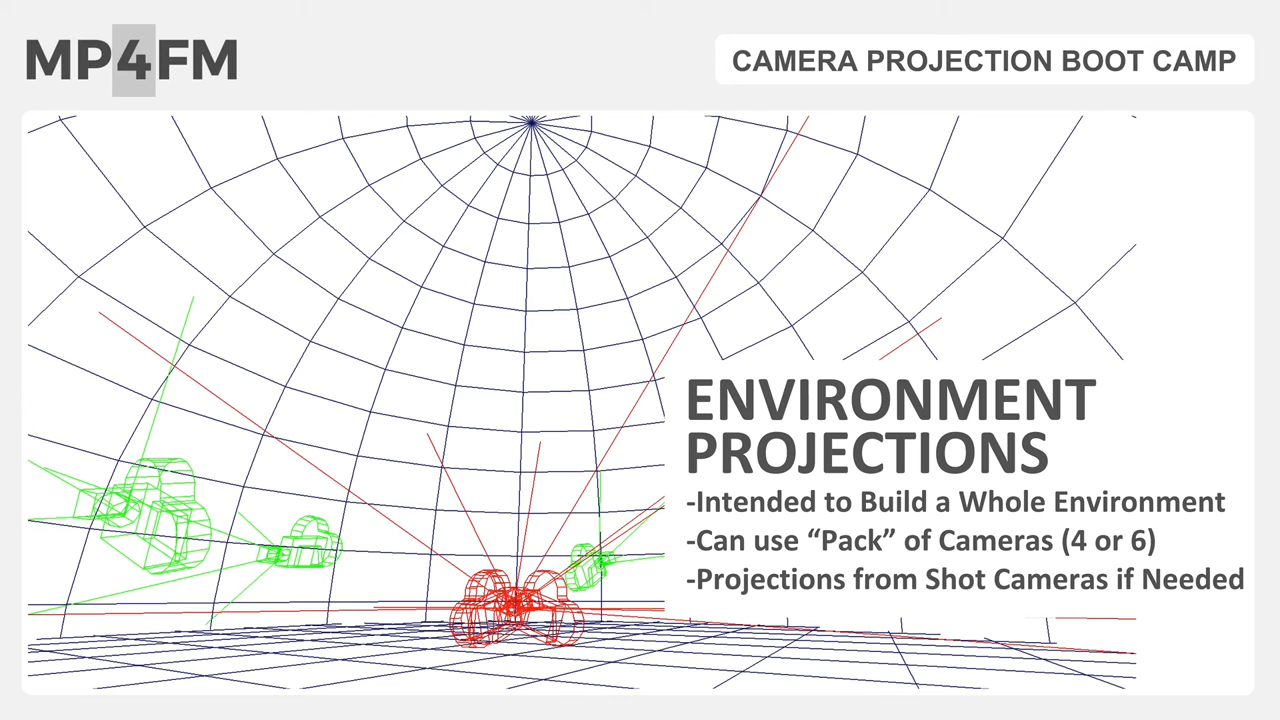 MP4FM
CAMERA PROJECTION BOOT CAMP
ENVIRONMENT
PROJECTIONS
-Intended to Build a Whole Environment
-Can use “Pack” of Cameras (4 or 6)
-Projections from Shot Cameras if Needed